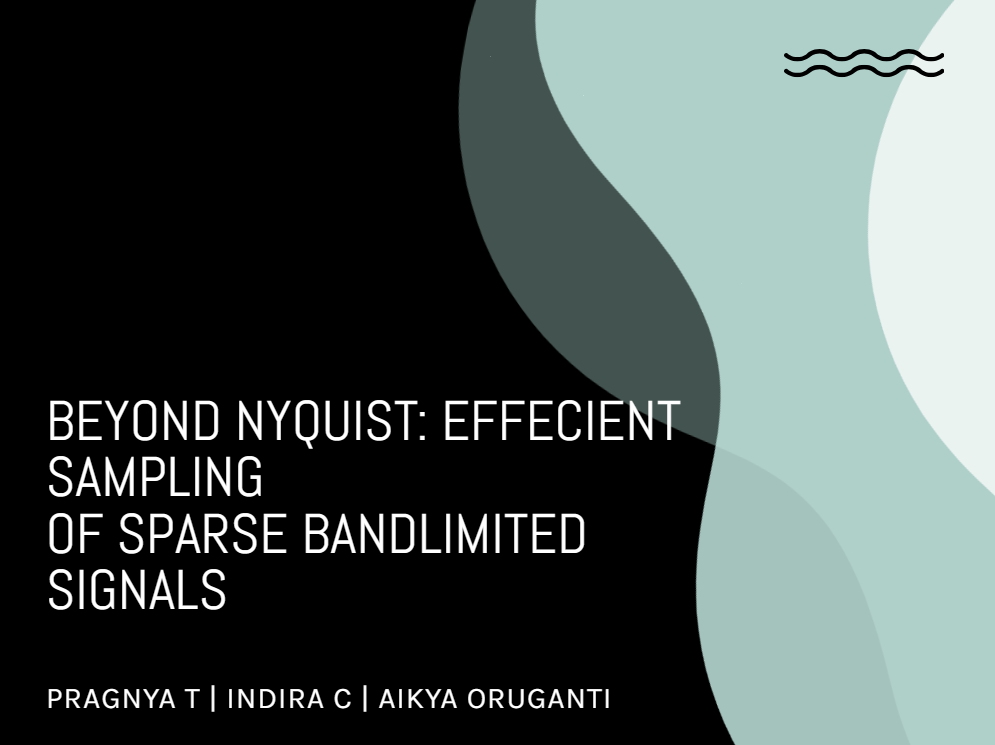 BEYOND NYQUIST: EFFECIENT
SAMPLING
OF SPARSE BANDLIMITED
SIGNALS
PRAGNYA T | INDIRA C | AIKYA ORUGANTI